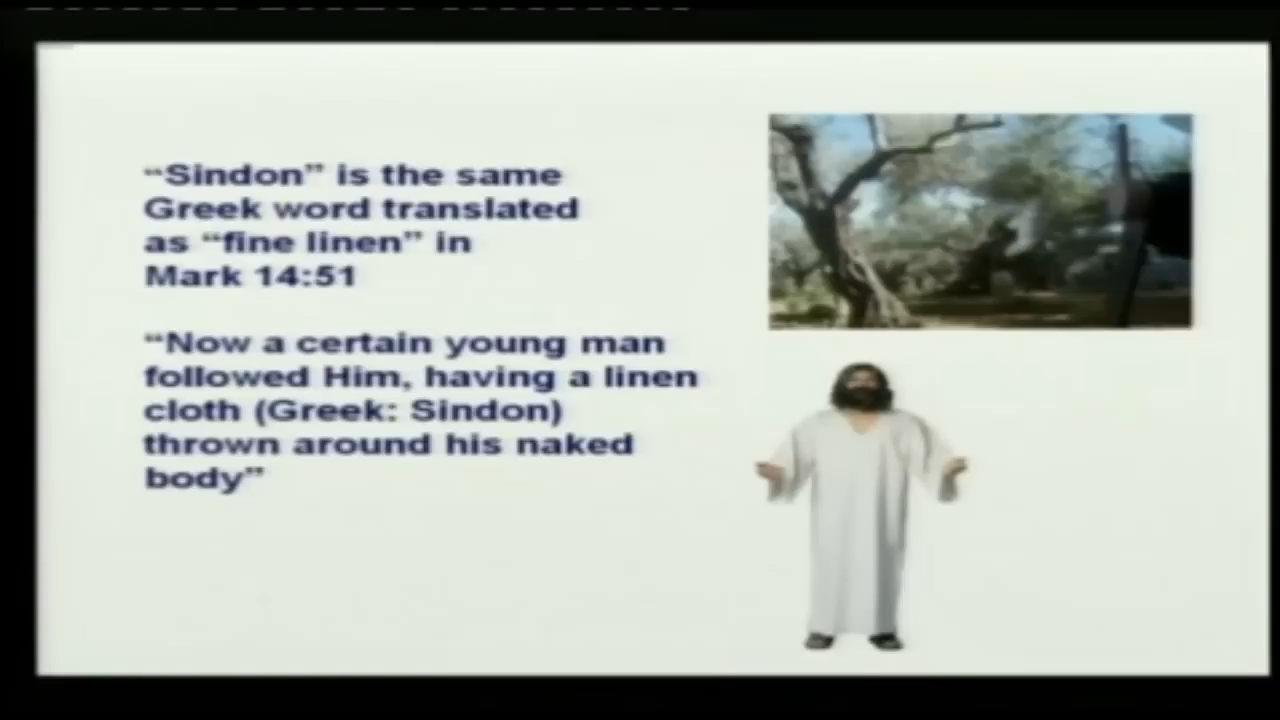 “Sindon” is the same
Greek word translated
as “fine linen” in
Mark 14:51
“Now a certain young man
followed Him, having a linen
cloth (Greek: Sindon)
thrown around his naked
body”